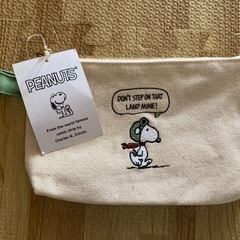 PEANUTS
From the world famous
comic strip by
Charles M. Schulz.
DON'T STEP ON THAT
LAND MINE!